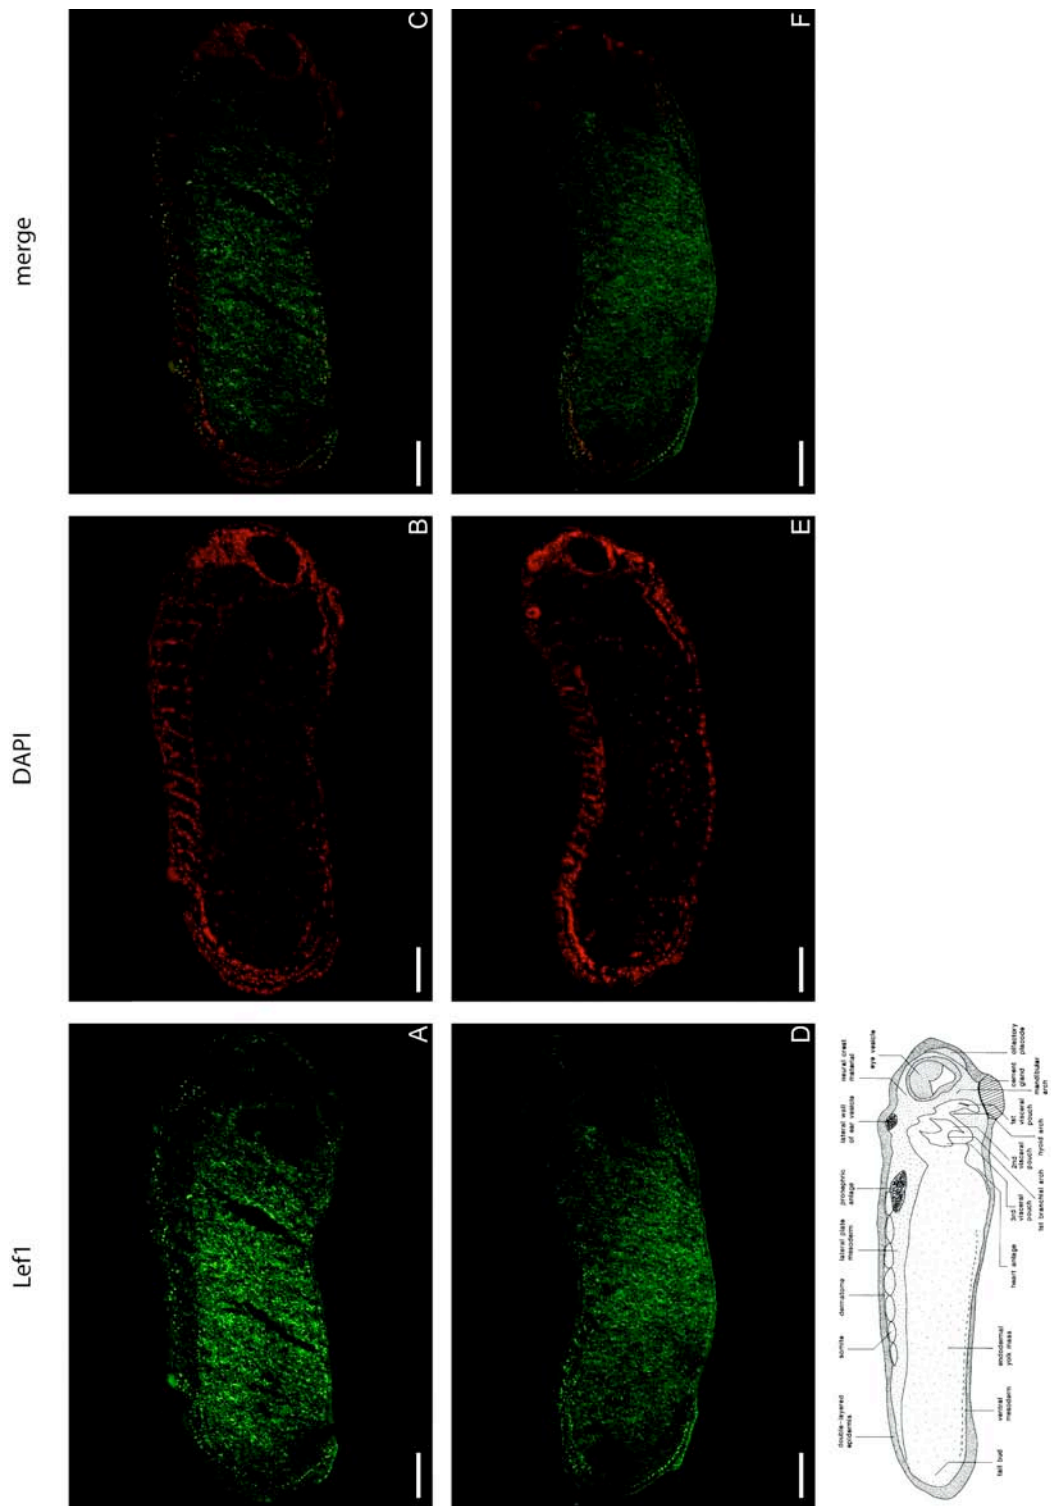 Lef1
DAPI
merge
A
B
C
D
E
F
double-layered
epidermis
somite
dermatome
lateral plate
mesoderm
pronephric
anlage
lateral wall
of ear vesicle
neural crest
material
eye vesicle
tail bud
ventral
mesoderm
endodermal
yolk mass
heart anlage
3rd
visceral
pouch
1st branchial arch
2nd
visceral
pouch
hyoid arch
1st
visceral
pouch
mandibular
arch
cement
gland
olfactory
placode